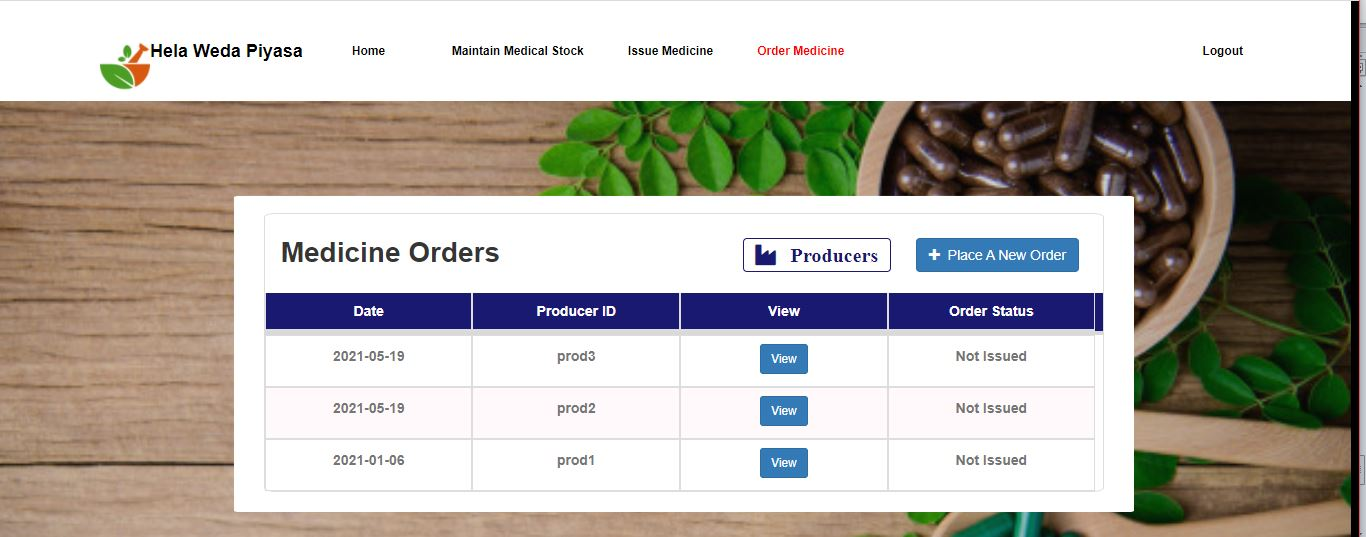 Hela Weda Piyasa Home Maintain Medical Stock Issue Medicine Order Medicine Logout
Medicine Orders Producers Place A New Order
Date Producer ID View Order Status
2021-05-19 prod3 View Not Issued
2021-05-19 prod2 View Not Issued
2021-01-06 prod1 View Not Issued